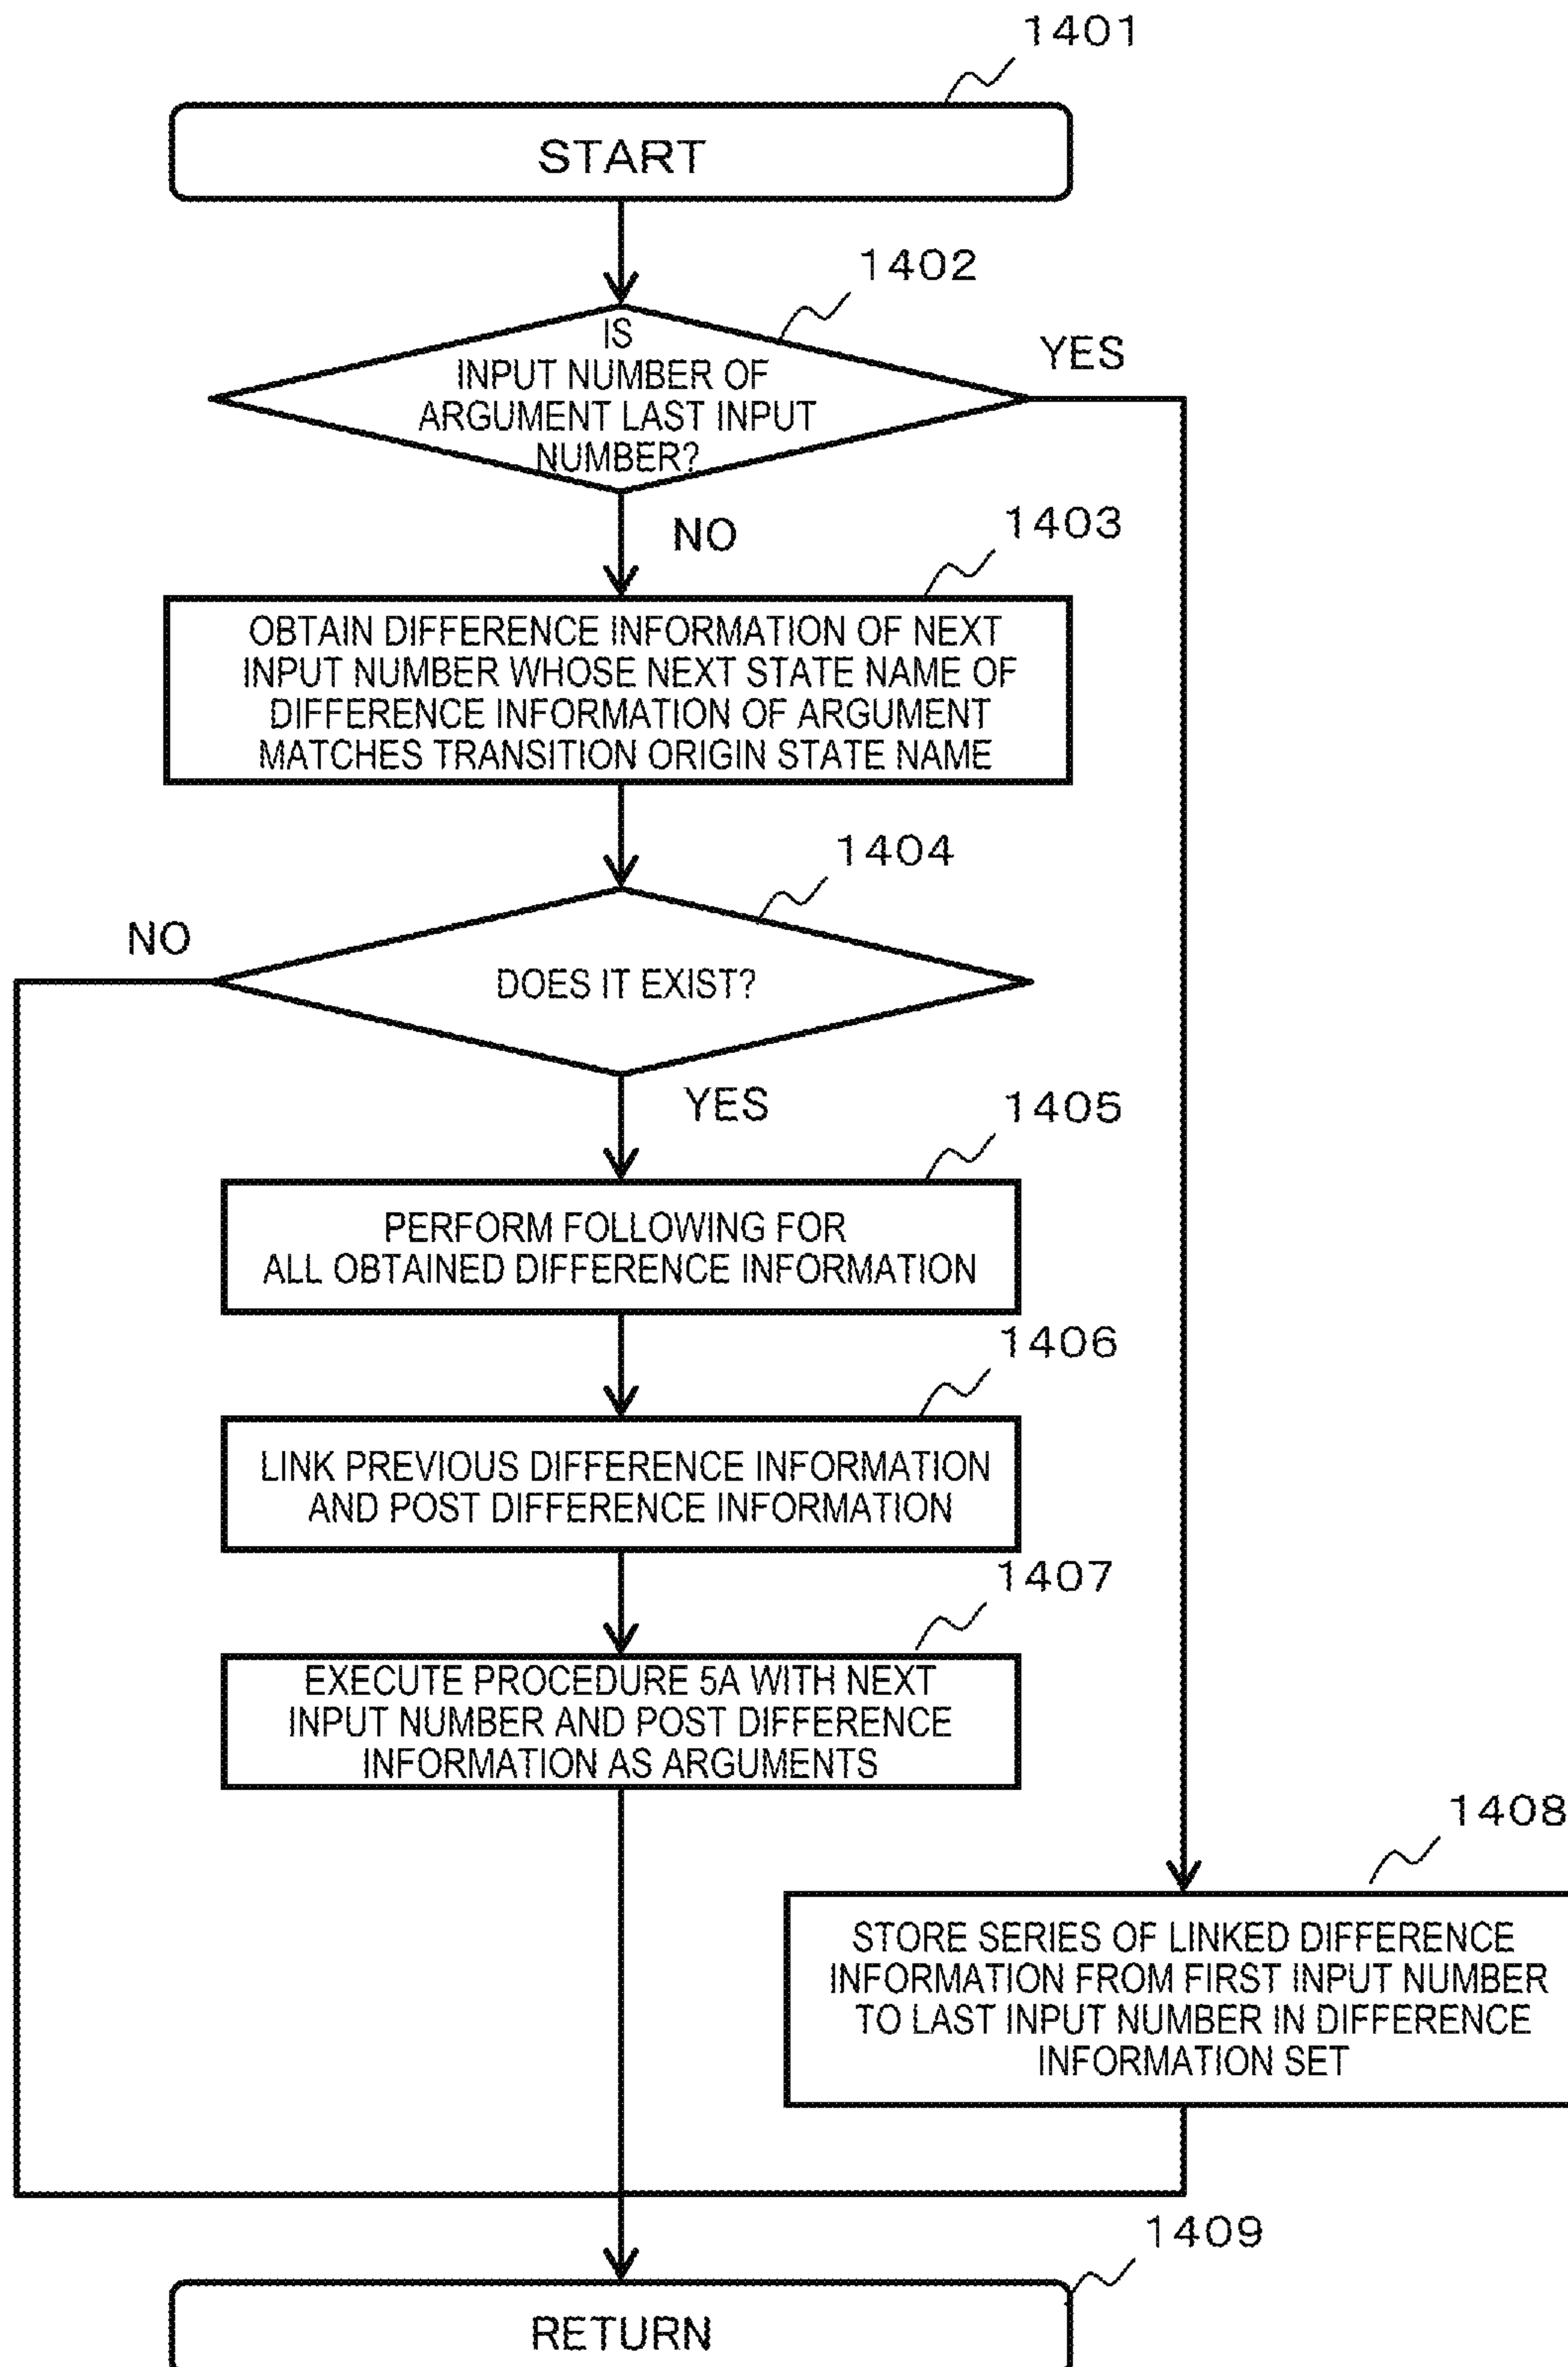 1401
START
1402
IS
INPUT NUMBER OF
ARGUMENT LAST INPUT
NUMBER?
YES
NO
1403
OBTAIN DIFFERENCE INFORMATION OF NEXT
INPUT NUMBER WHOSE NEXT STATE NAME OF
DIFFERENCE INFORMATION OF ARGUMENT
MATCHES TRANSITION ORIGIN STATE NAME
1404
NO
DOES IT EXIST?
YES
1405
PERFORM FOLLOWING FOR
ALL OBTAINED DIFFERENCE INFORMATION
1406
LINK PREVIOUS DIFFERENCE INFORMATION
AND POST DIFFERENCE INFORMATION
1407
EXECUTE PROCEDURE 5A WITH NEXT
INPUT NUMBER AND POST DIFFERENCE
INFORMATION AS ARGUMENTS
1408
STORE SERIES OF LINKED DIFFERENCE
INFORMATION FROM FIRST INPUT NUMBER
TO LAST INPUT NUMBER IN DIFFERENCE
INFORMATION SET
1409
RETURN